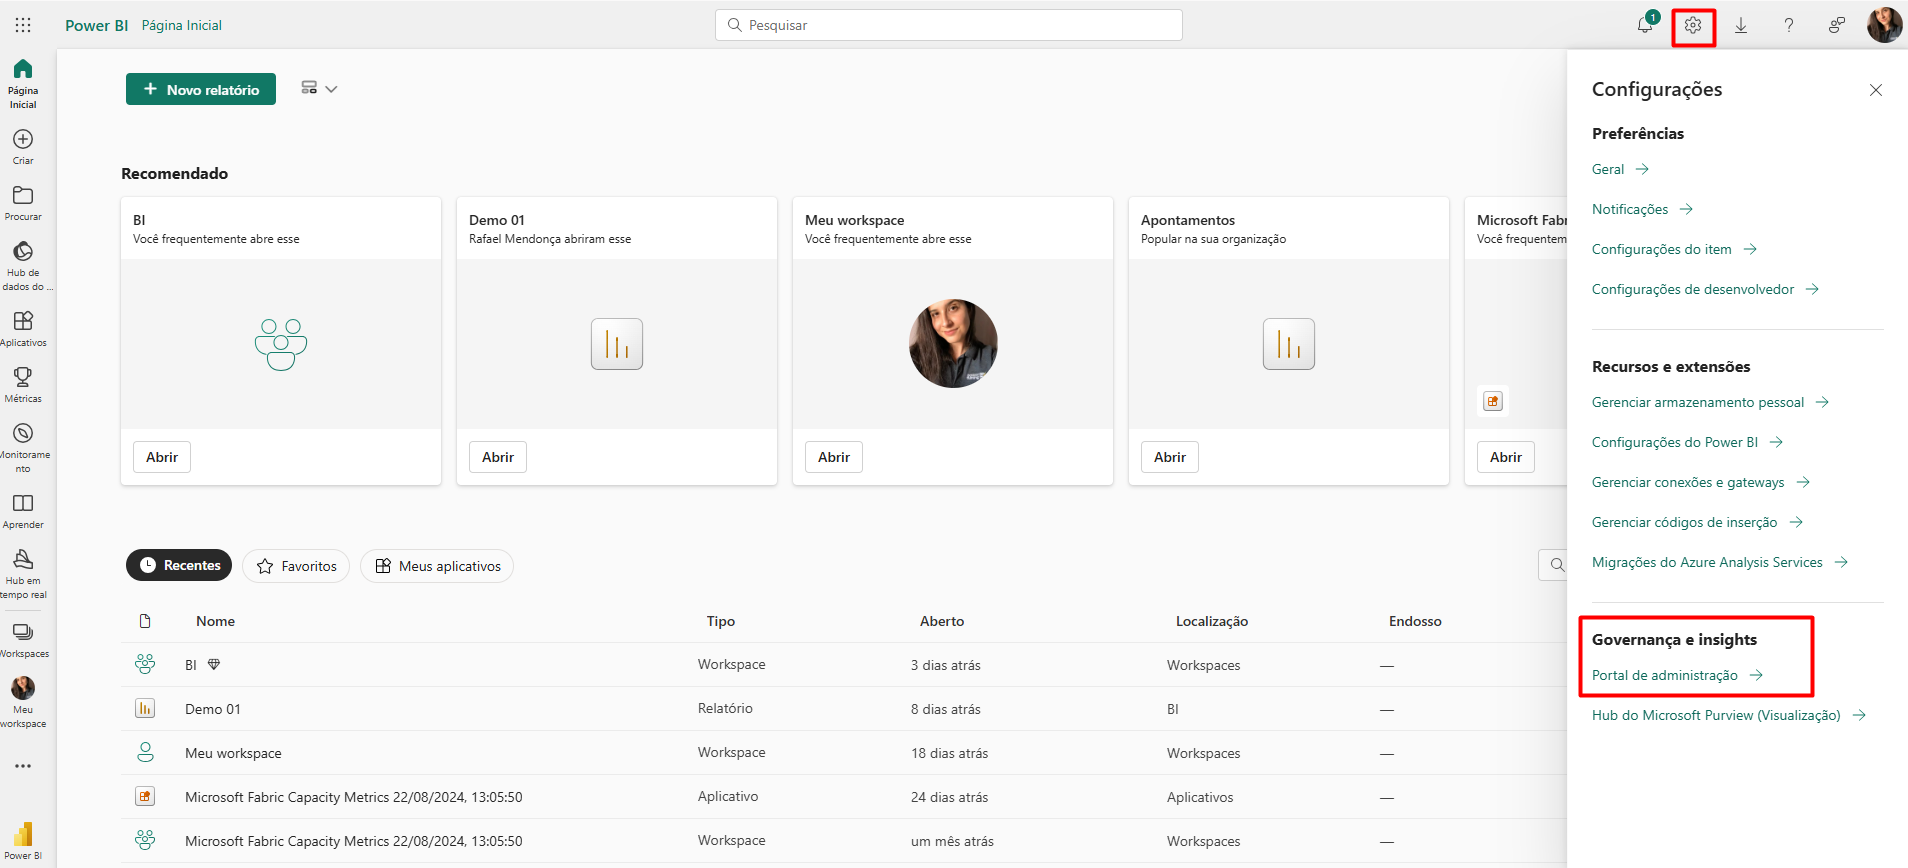 Power BI
Página Inicial
Pesquisar
1
Página
Inicial
Criar
Procurar
Hub de
dados do ...
Aplicativos
Métricas
Monitorame
nto
Aprender
Hub em
tempo real
Workspaces
Meu
workspace
Power BI
Novo relatório
Recomendado
BI
Você frequentemente abre esse
Abrir
Demo 01
Rafael Mendonça abriram esse
Abrir
Meu workspace
Você frequentemente abre esse
Abrir
Apontamentos
Popular na sua organização
Abrir
Microsoft Fabr
Você frequentem
Abrir
Recentes
Favoritos
Meus aplicativos
Nome Tipo Aberto Localização Endosso
BI Workspace 3 dias atrás Workspaces —
Demo 01 Relatório 8 dias atrás BI —
Meu workspace Workspace 18 dias atrás Workspaces —
Microsoft Fabric Capacity Metrics 22/08/2024, 13:05:50 Aplicativo 24 dias atrás Aplicativos —
Microsoft Fabric Capacity Metrics 22/08/2024, 13:05:50 Workspace um mês atrás Workspaces —
Configurações
Preferências
Geral
Notificações
Configurações do item
Configurações de desenvolvedor
Recursos e extensões
Gerenciar armazenamento pessoal
Configurações do Power BI
Gerenciar conexões e gateways
Gerenciar códigos de inserção
Migrações do Azure Analysis Services
Governança e insights
Portal de administração
Hub do Microsoft Purview (Visualização)